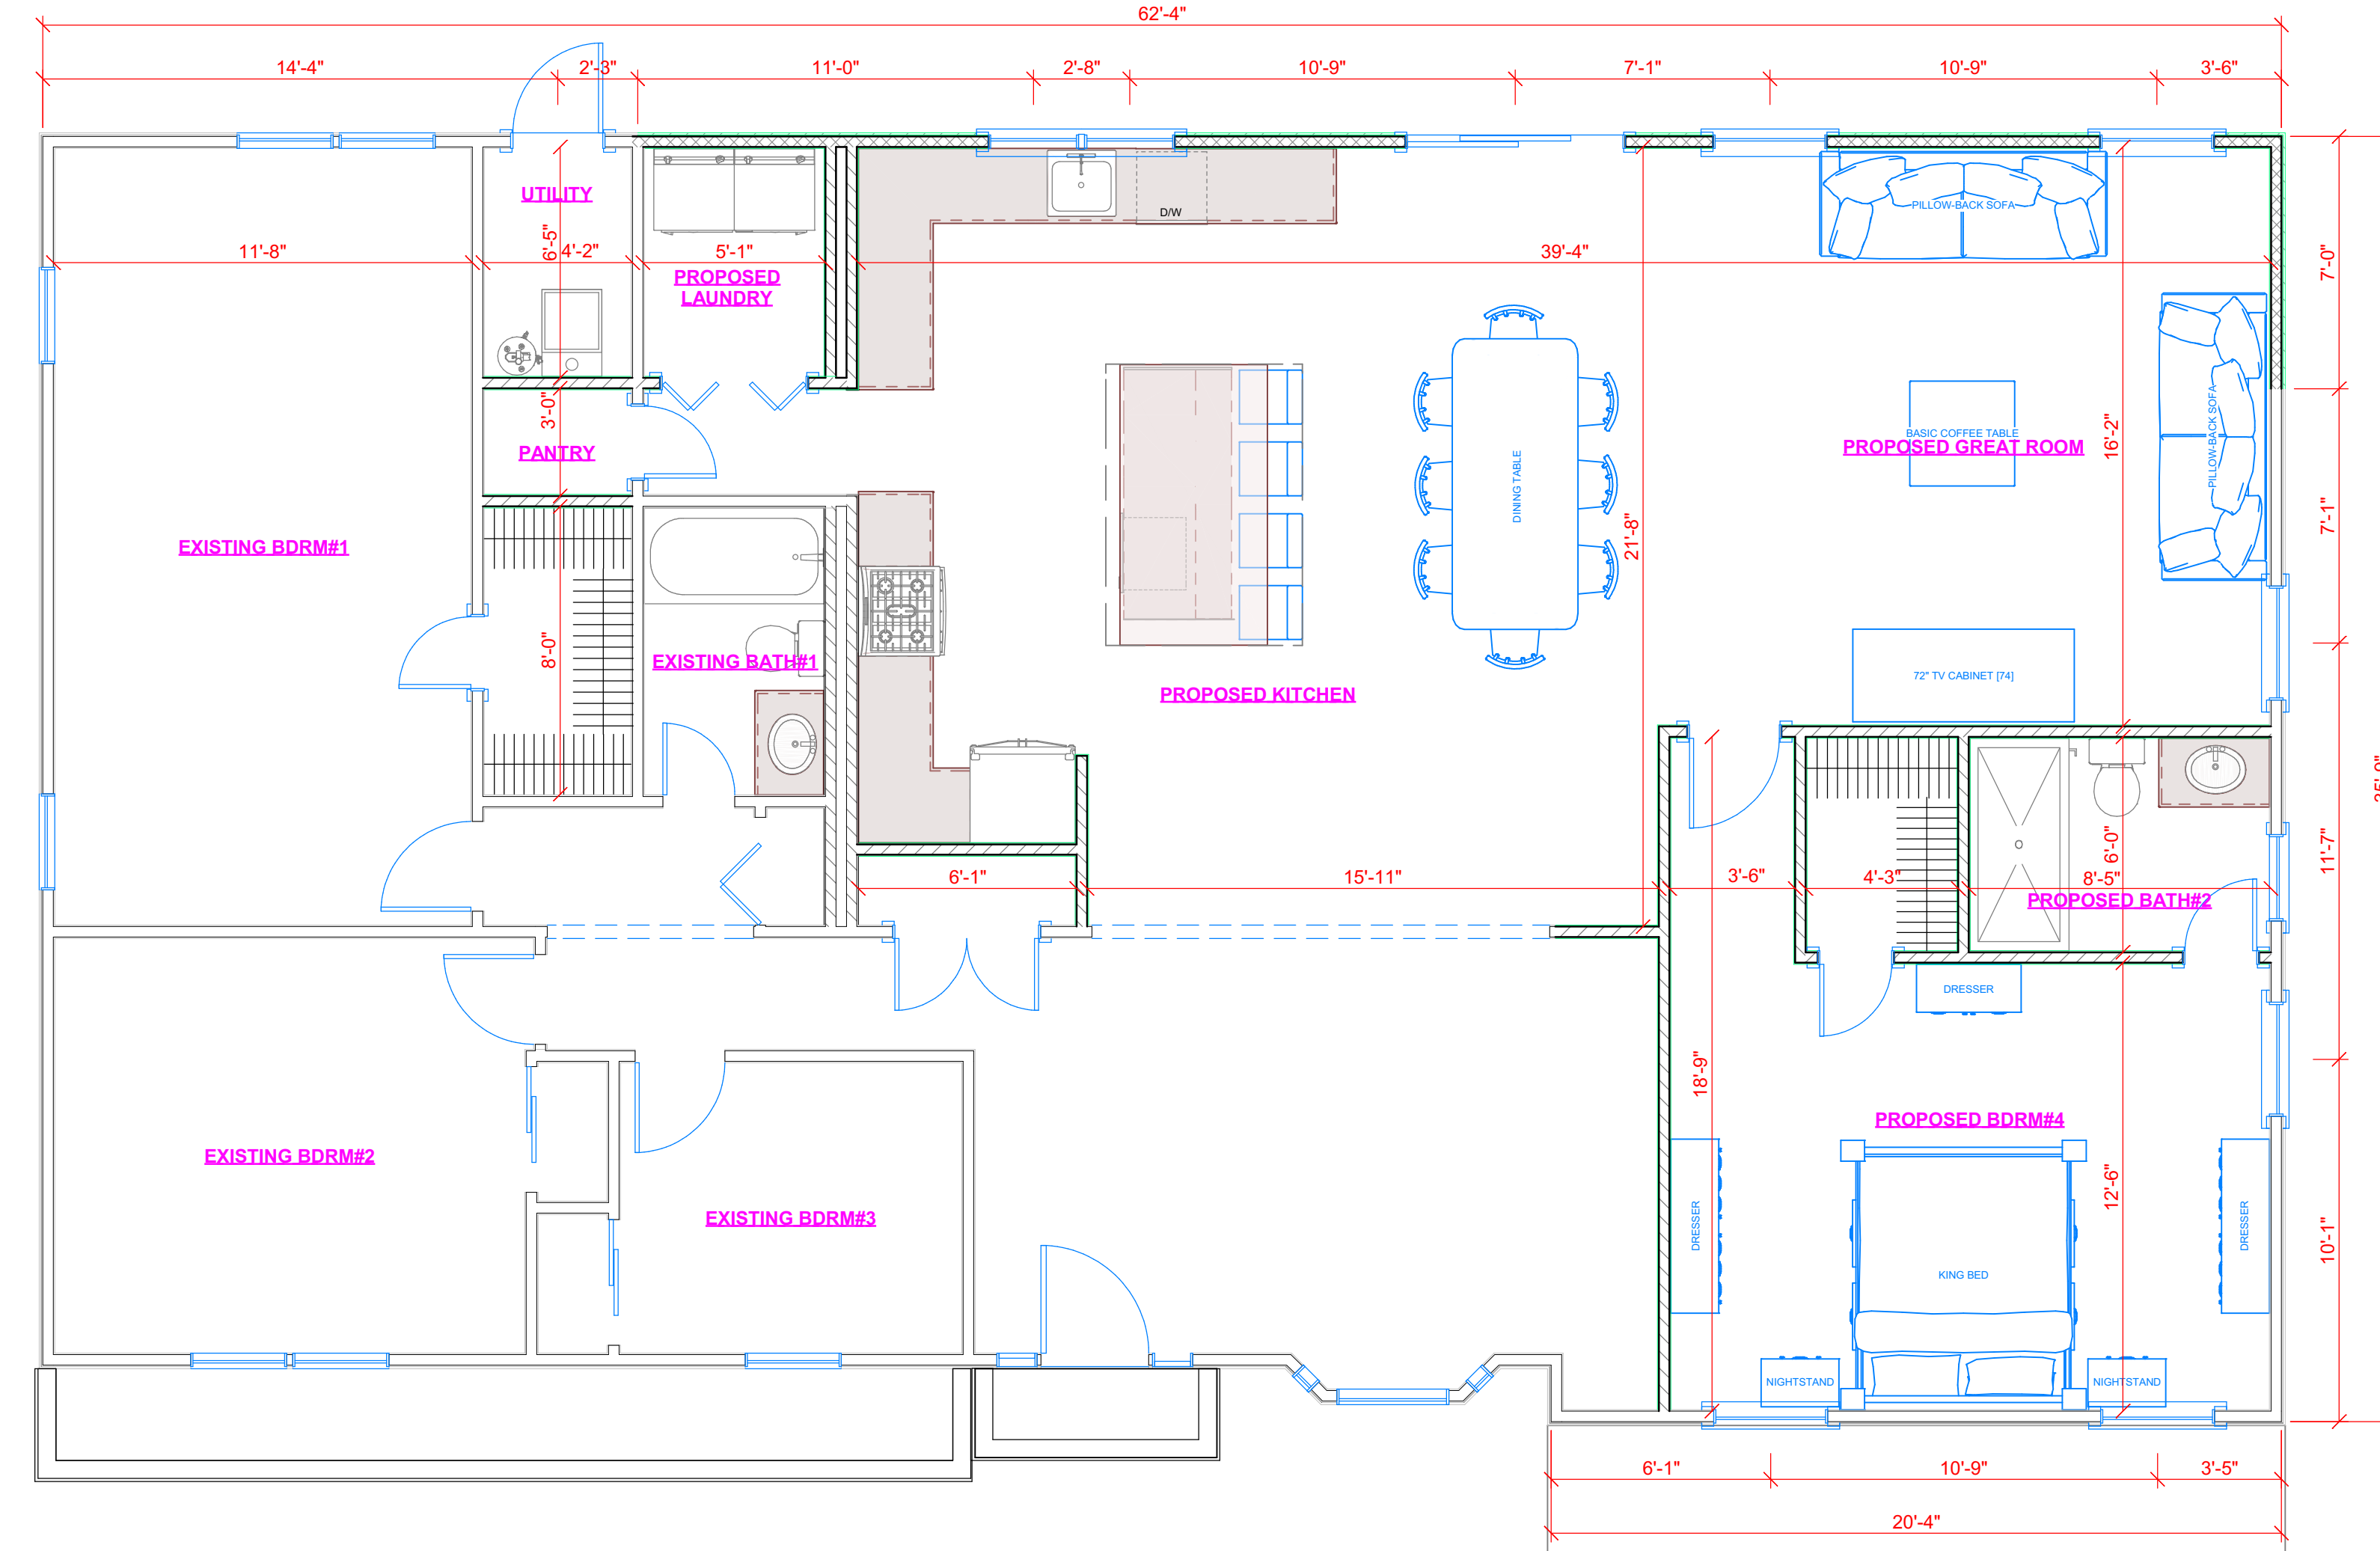 62'-4"
14'-4" 2'-3" 11'-0" 2'-8" 10'-9" 7'-1" 10'-9" 3'-6"
UTILITY
D/W
PILLOW-BACK SOFA
6'-5"
11'-8" 4'-2" 5'-1" 39'-4"
7'-0"
PROPOSED
LAUNDRY
3'-0"
PANTRY
BASIC COFFEE TABLE
PROPOSED GREAT ROOM
16'-2"
PILLOW-BACK SOFA
DINING TABLE
21'-8"
7'-1"
EXISTING BDRM#1
8'-0"
EXISTING BATH#1
PROPOSED KITCHEN
72" TV CABINET [74]
6'-1" 15'-11" 3'-6" 4'-3" 8'-5"
6'-0"
11'-7"
PROPOSED BATH#2
DRESSER
18'-9"
PROPOSED BDRM#4
EXISTING BDRM#2
EXISTING BDRM#3
12'-6"
DRESSER
DRESSER
10'-1"
KING BED
NIGHTSTAND
NIGHTSTAND
6'-1" 10'-9" 3'-5"
20'-4"